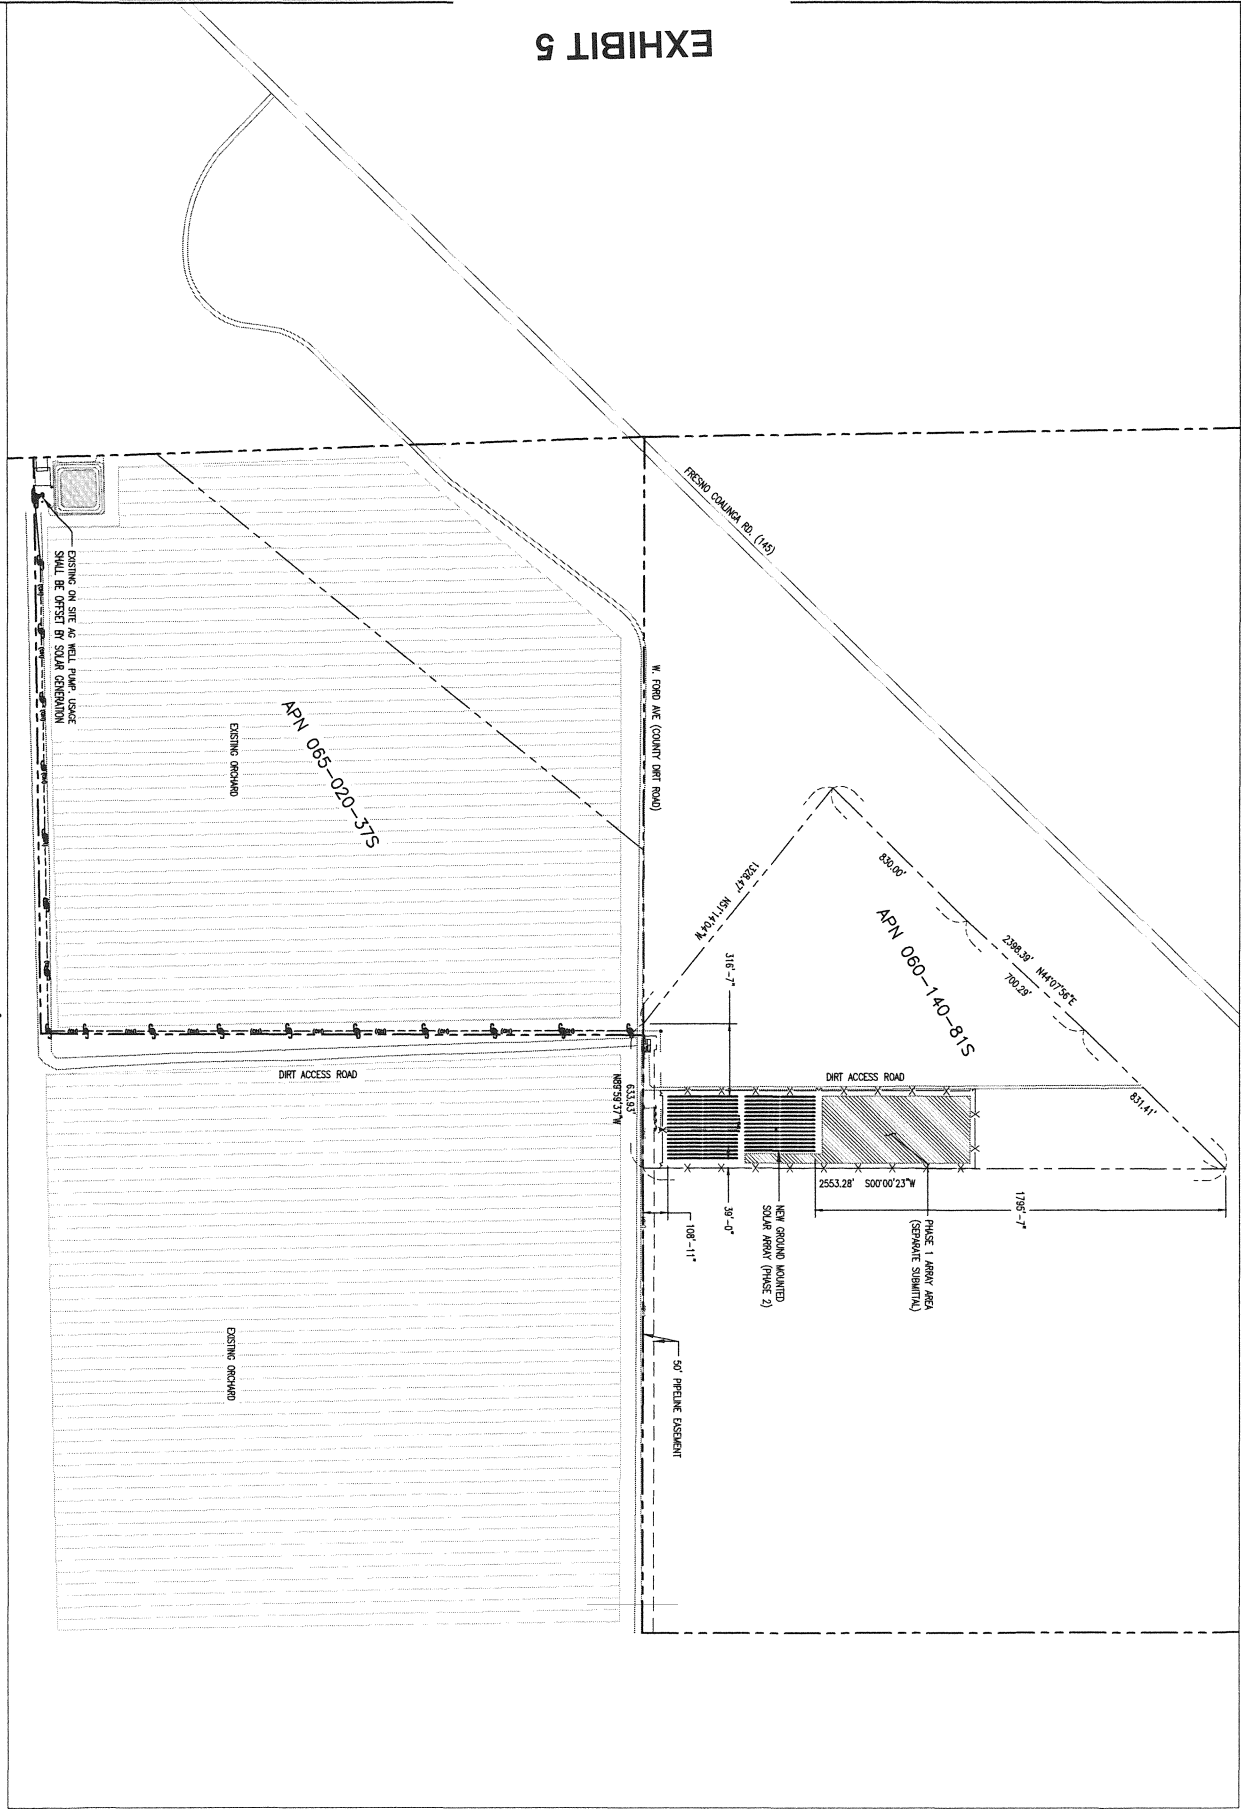 EXHIBIT 5
FRESNO COALINGA RD. (145)
W. FORD AVE (COUNTY DIRT ROAD)
EXISTING ON SITE AG WELL PUMP. USAGE
SHALL BE OFFSET BY SOLAR GENERATION
APN 065-020-37S
EXISTING ORCHARD
830.00'
2398.39' N44°07'56"E
700.29'
831.41'
1328.47' N51°14'04"W
APN 060-140-81S
316'-7"
DIRT ACCESS ROAD
DIRT ACCESS ROAD
633.93'
N89°59'37"W
2553.28' S00°00'23"W
1795'-7"
39'-0"
108'-11"
NEW GROUND MOUNTED
SOLAR ARRAY (PHASE 2)
PHASE 1 ARRAY AREA
(SEPARATE SUBMITTAL)
50' PIPELINE EASEMENT
EXISTING ORCHARD